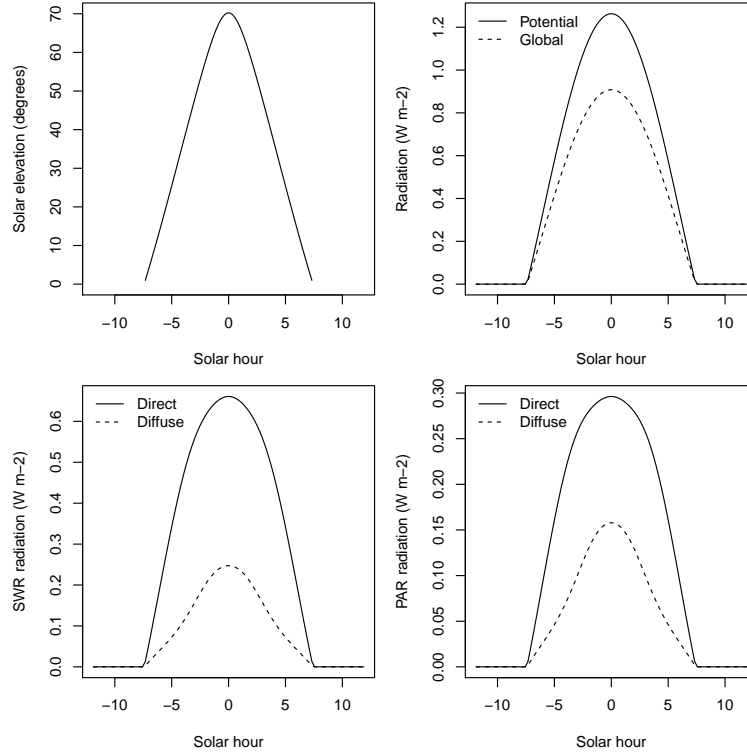 Solar elevation (degrees)
70
60
50
40
30
20
10
0
−10 −5 0 5 10
Solar hour
Radiation (W m−2)
1.2
1.0
0.8
0.6
0.4
0.2
0.0
Potential
Global
−10 −5 0 5 10
Solar hour
SWR radiation (W m−2)
0.6
0.5
0.4
0.3
0.2
0.1
0.0
Direct
Diffuse
−10 −5 0 5 10
Solar hour
PAR radiation (W m−2)
0.30
0.25
0.20
0.15
0.10
0.05
0.00
Direct
Diffuse
−10 −5 0 5 10
Solar hour